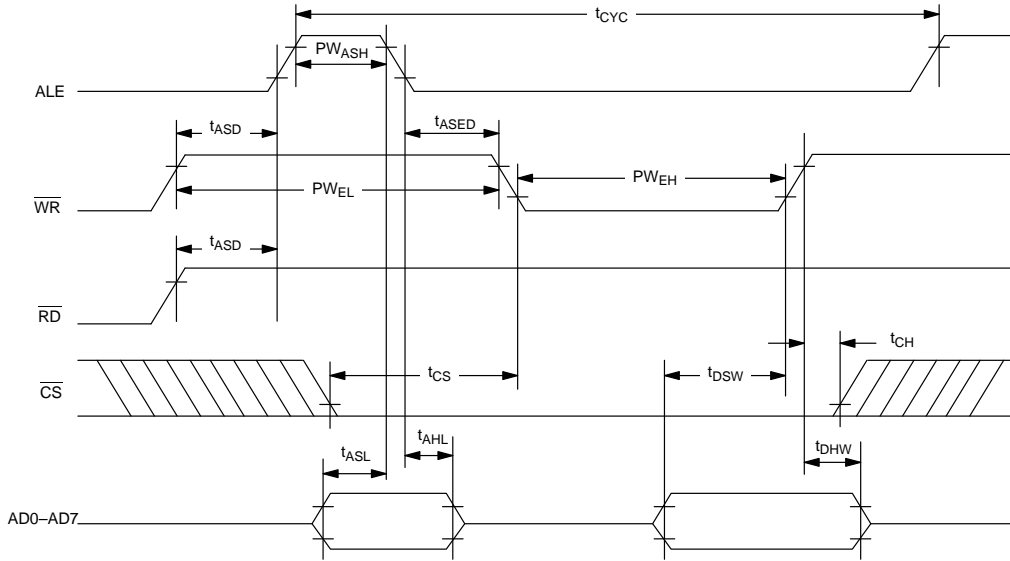 tCYC
PWASH
ALE
tASD
tASED
WR
PWEL
PWEH
tASD
RD
tCH
CS
tCS
tDSW
tAHL
tASL
tDHW
AD0–AD7